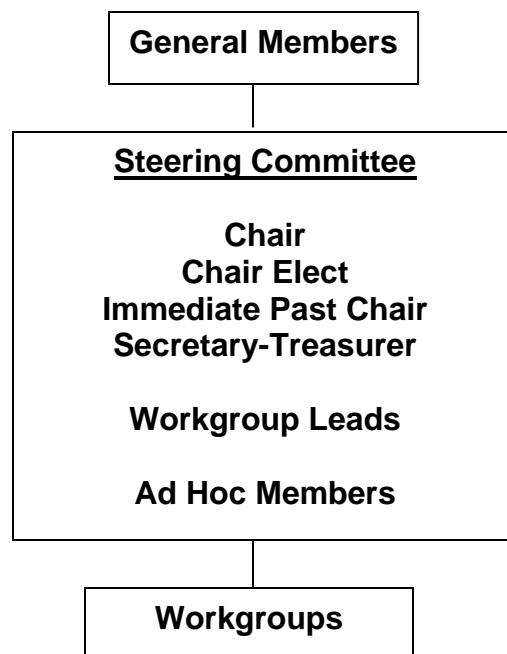 General Members
Steering Committee
Chair
Chair Elect
Immediate Past Chair
Secretary-Treasurer
Workgroup Leads
Ad Hoc Members
Workgroups